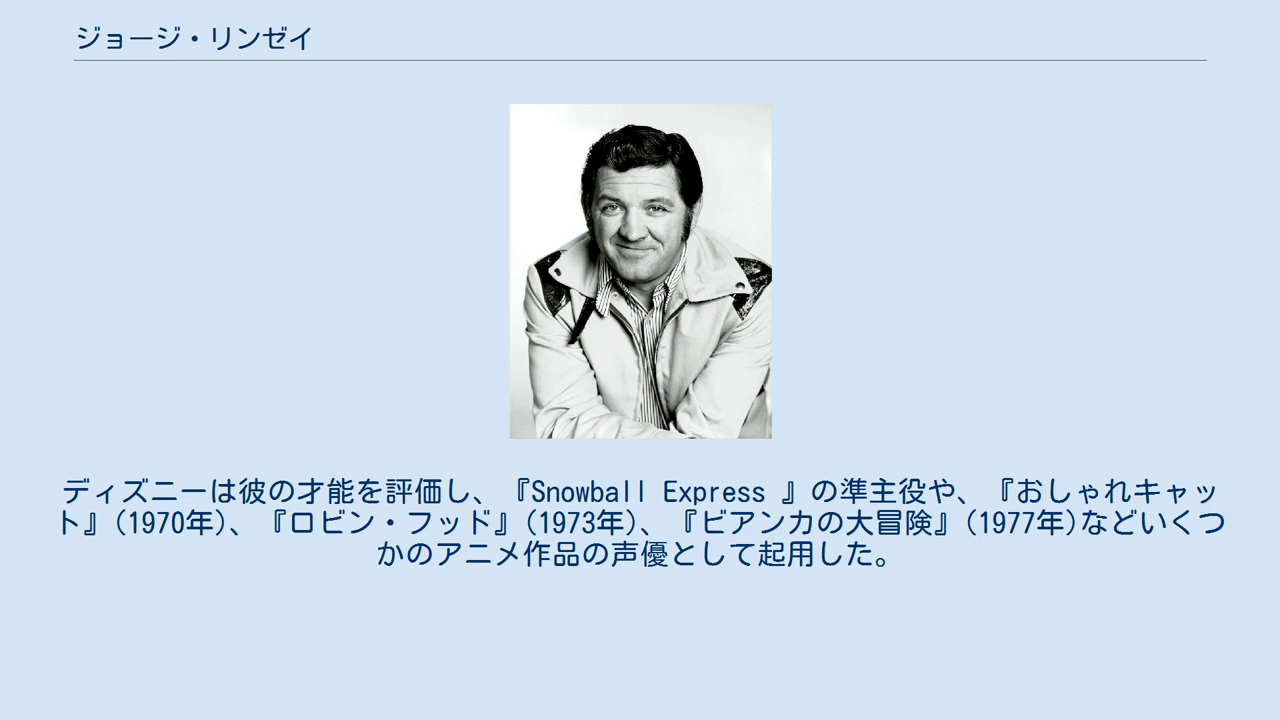 ジョージ・リンゼイ
ディズニーは彼の才能を評価し、『Snowball Express 』の準主役や、『おしゃれキャッ
ト』(1970年)、『ロビン・フッド』(1973年)、『ビアンカの大冒険』(1977年)などいくつ
かのアニメ作品の声優として起用した。